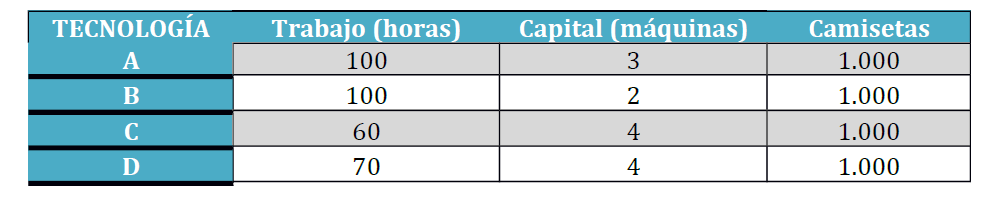 TECNOLOGÍA Trabajo (horas) Capital (máquinas) Camisetas
A 100 3 1.000
B 100 2 1.000
C 60 4 1.000
D 70 4 1.000